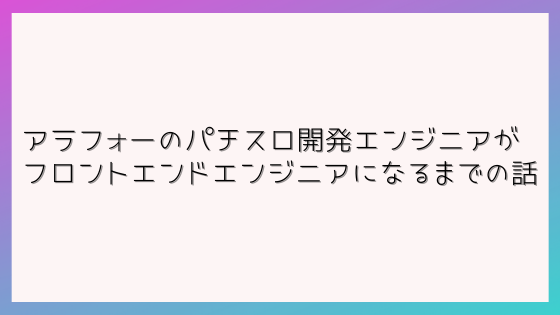 アラフォーのパチスロ開発エンジニアが
フロントエンドエンジニアになるまでの話